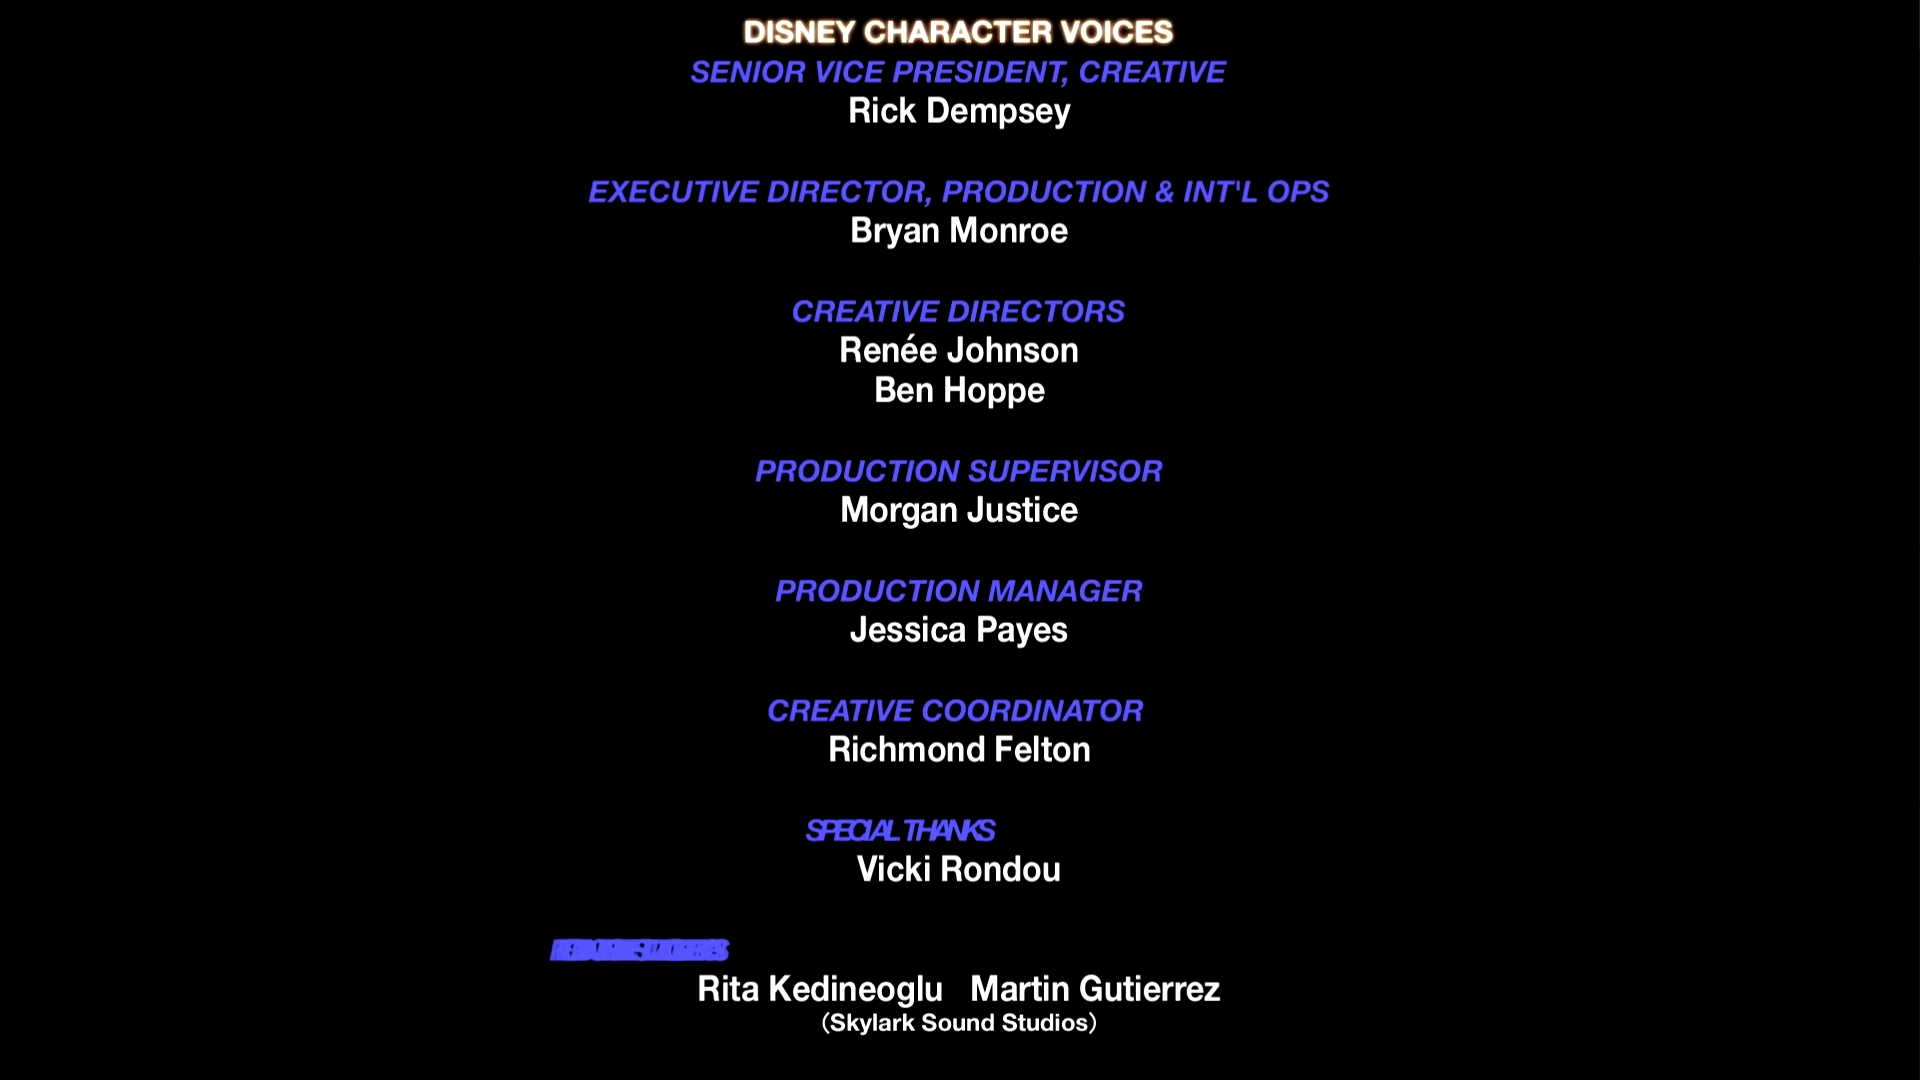 DISNEY CHARACTER VOICES
SENIOR VICE PRESIDENT, CREATIVE
Rick Dempsey
EXECUTIVE DIRECTOR, PRODUCTION & INT'L OPS
Bryan Monroe
CREATIVE DIRECTORS
Renée Johnson
Ben Hoppe
PRODUCTION SUPERVISOR
Morgan Justice
PRODUCTION MANAGER
Jessica Payes
CREATIVE COORDINATOR
Richmond Felton
SPECIAL THANKS
Vicki Rondou
Rita Kedineoglu Martin Gutierrez
(Skylark Sound Studios)